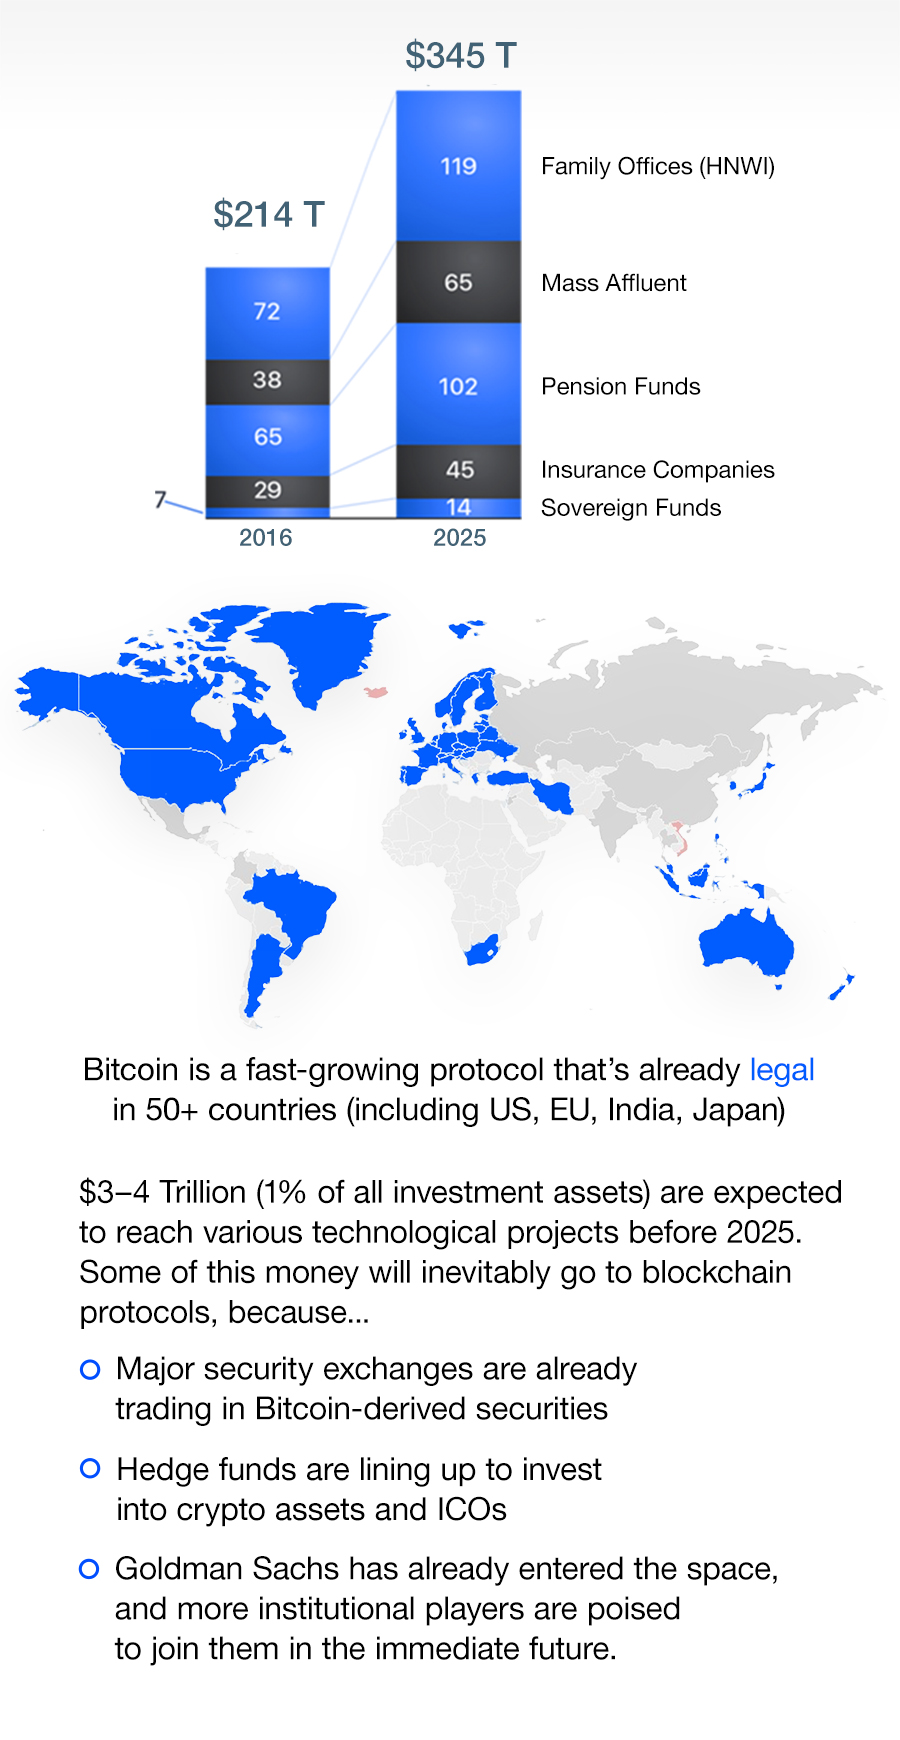 $345 T
$214 T
119
Family Offices (HNWI)
65
Mass Affluent
72
38
102
Pension Funds
65
29
45
Insurance Companies
7
14
Sovereign Funds
2016
2025
Bitcoin is a fast-growing protocol that’s already legal
in 50+ countries (including US, EU, India, Japan)
$3–4 Trillion (1% of all investment assets) are expected
to reach various technological projects before 2025.
Some of this money will inevitably go to blockchain
protocols, because...
Major security exchanges are already
trading in Bitcoin-derived securities
Hedge funds are lining up to invest
into crypto assets and ICOs
Goldman Sachs has already entered the space,
and more institutional players are poised
to join them in the immediate future.